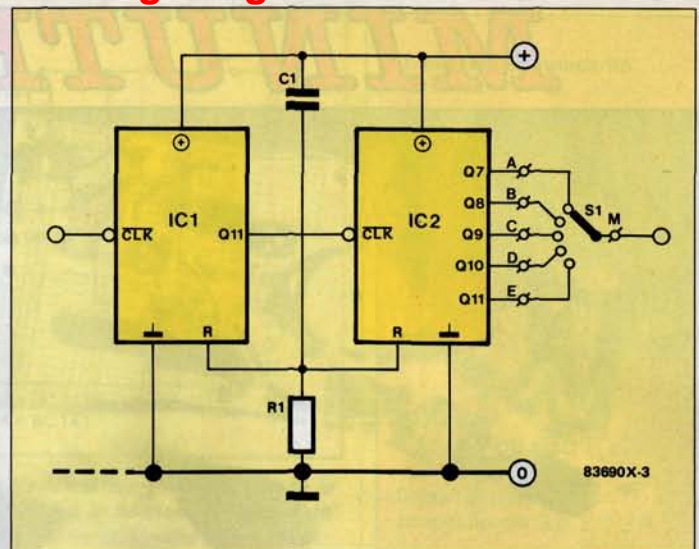 +
C1
+ +
Q7 A
IC1 IC2 Q8 B S1 M
CLK Q11 CLK Q9 C
Q10 D
Q11 E
R R
R1
0 83690X-3